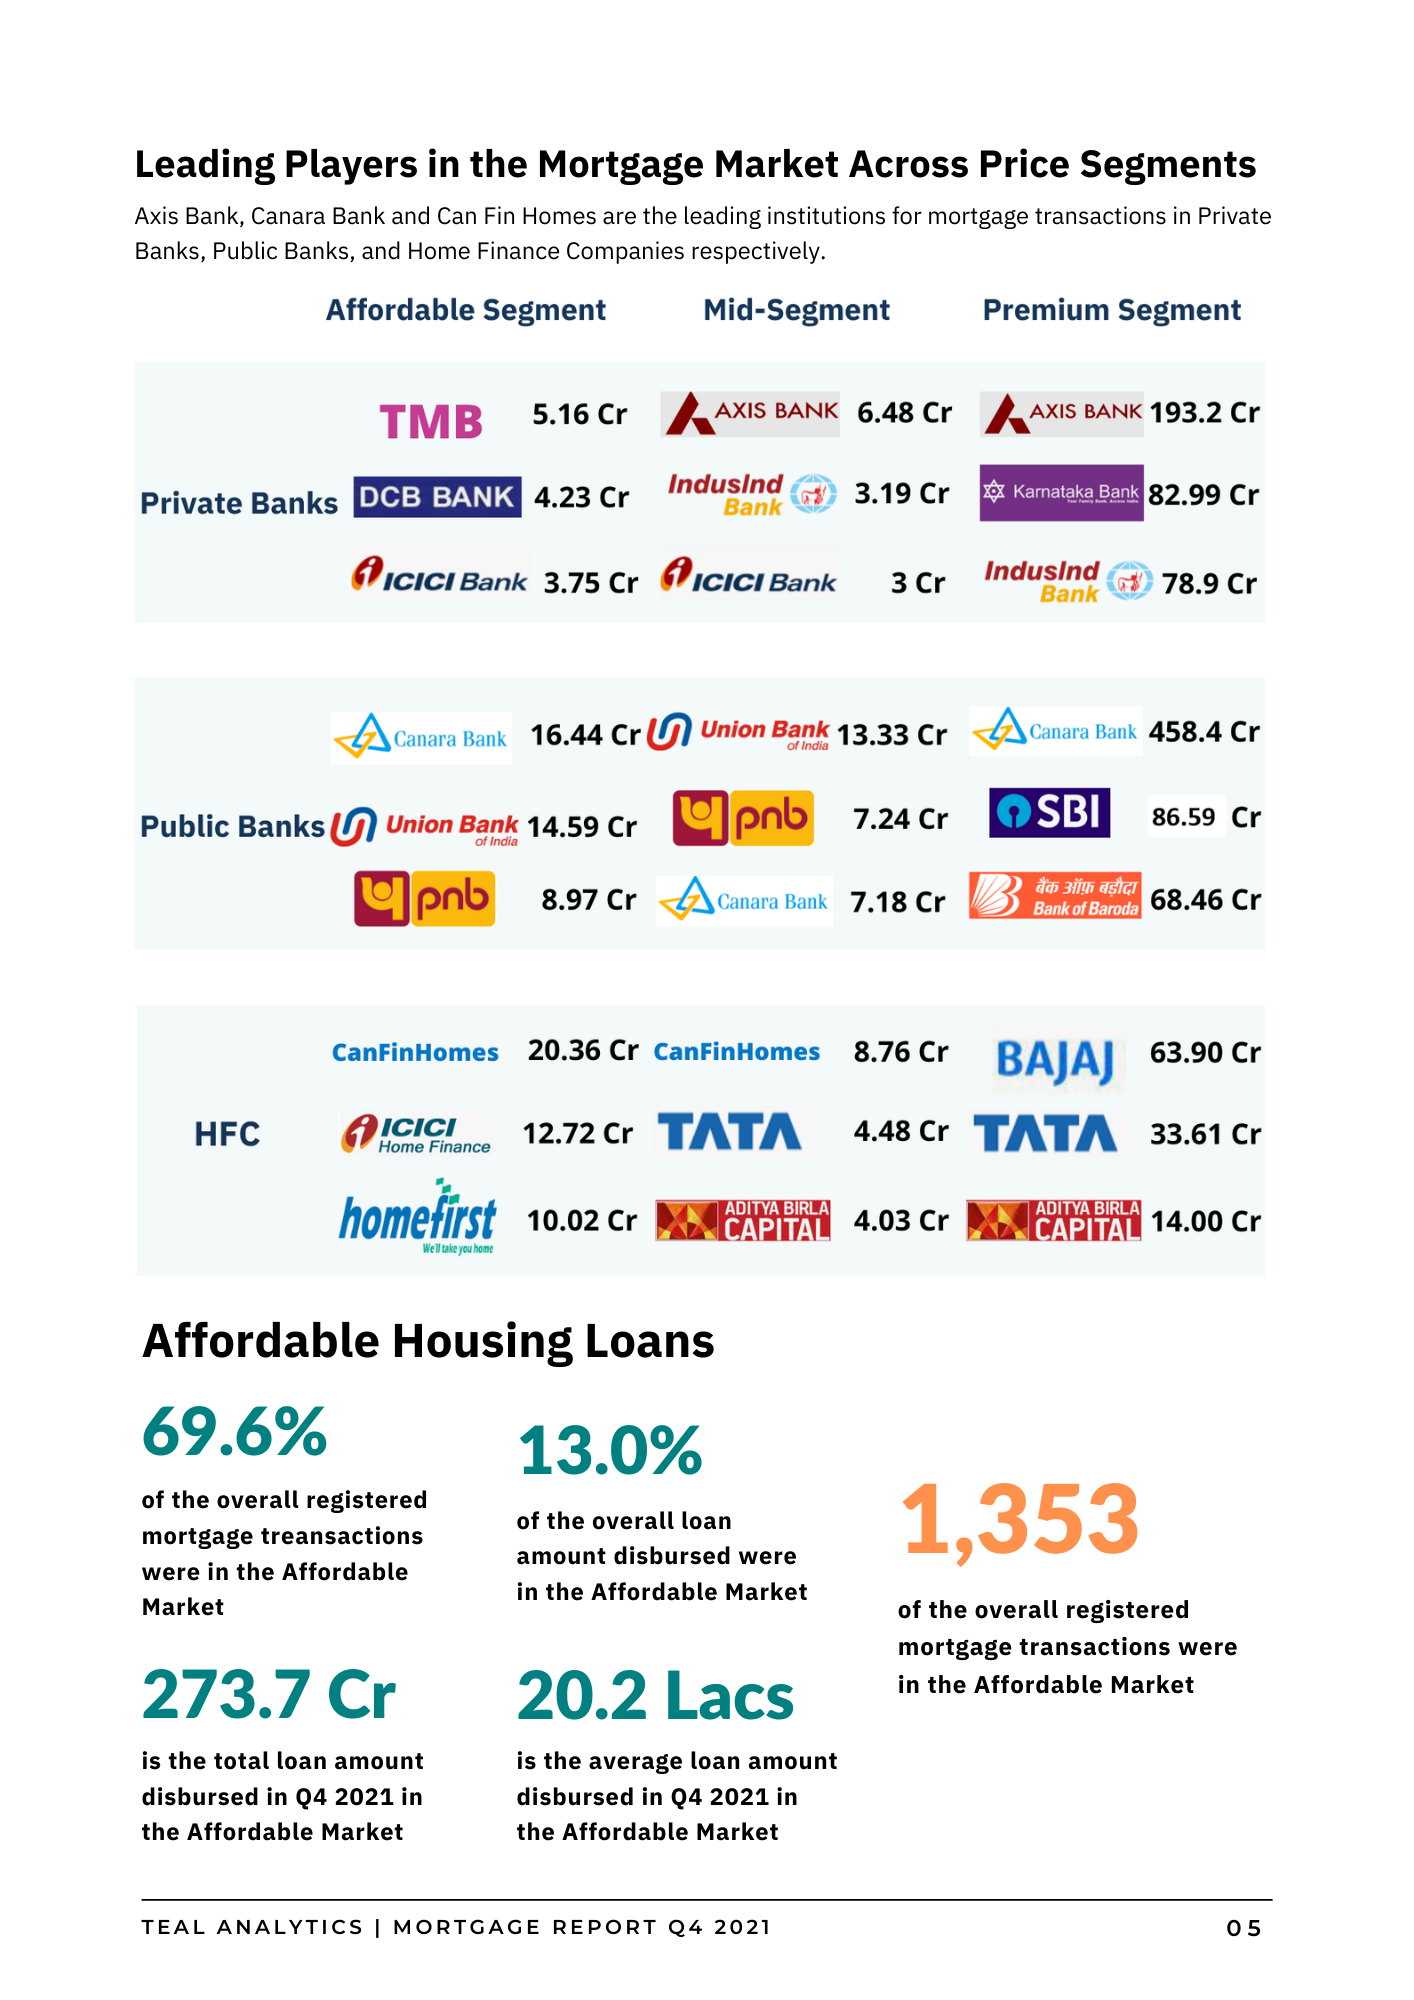 Leading Players in the Mortgage Market Across Price Segments
Axis Bank, Canara Bank and Can Fin Homes are the leading institutions for mortgage transactions in Private
Banks, Public Banks, and Home Finance Companies respectively.
Affordable Segment Mid-Segment Premium Segment
TMB 5.16 Cr AXIS BANK 6.48 Cr AXIS BANK 193.2 Cr
Private Banks DCB BANK 4.23 Cr IndusInd Bank 3.19 Cr Karnataka Bank Your Family Bank. Across India. 82.99 Cr
ICICI Bank 3.75 Cr ICICI Bank 3 Cr IndusInd Bank 78.9 Cr
Canara Bank 16.44 Cr Union Bank of India 13.33 Cr Canara Bank 458.4 Cr
Public Banks Union Bank of India 14.59 Cr pnb 7.24 Cr SBI 86.59 Cr
pnb 8.97 Cr Canara Bank 7.18 Cr बैंक ऑफ़ बड़ौदा Bank of Baroda 68.46 Cr
CanFinHomes 20.36 Cr CanFinHomes 8.76 Cr BAJAJ 63.90 Cr
HFC ICICI Home Finance 12.72 Cr TATA 4.48 Cr TATA 33.61 Cr
homefirst We'll take you home 10.02 Cr ADITYA BIRLA CAPITAL 4.03 Cr ADITYA BIRLA CAPITAL 14.00 Cr
Affordable Housing Loans
69.6%
of the overall registered
mortgage treansactions
were in the Affordable
Market
13.0%
of the overall loan
amount disbursed were
in the Affordable Market
1,353
of the overall registered
mortgage transactions were
in the Affordable Market
273.7 Cr
is the total loan amount
disbursed in Q4 2021 in
the Affordable Market
20.2 Lacs
is the average loan amount
disbursed in Q4 2021 in
the Affordable Market
TEAL ANALYTICS | MORTGAGE REPORT Q4 2021 05